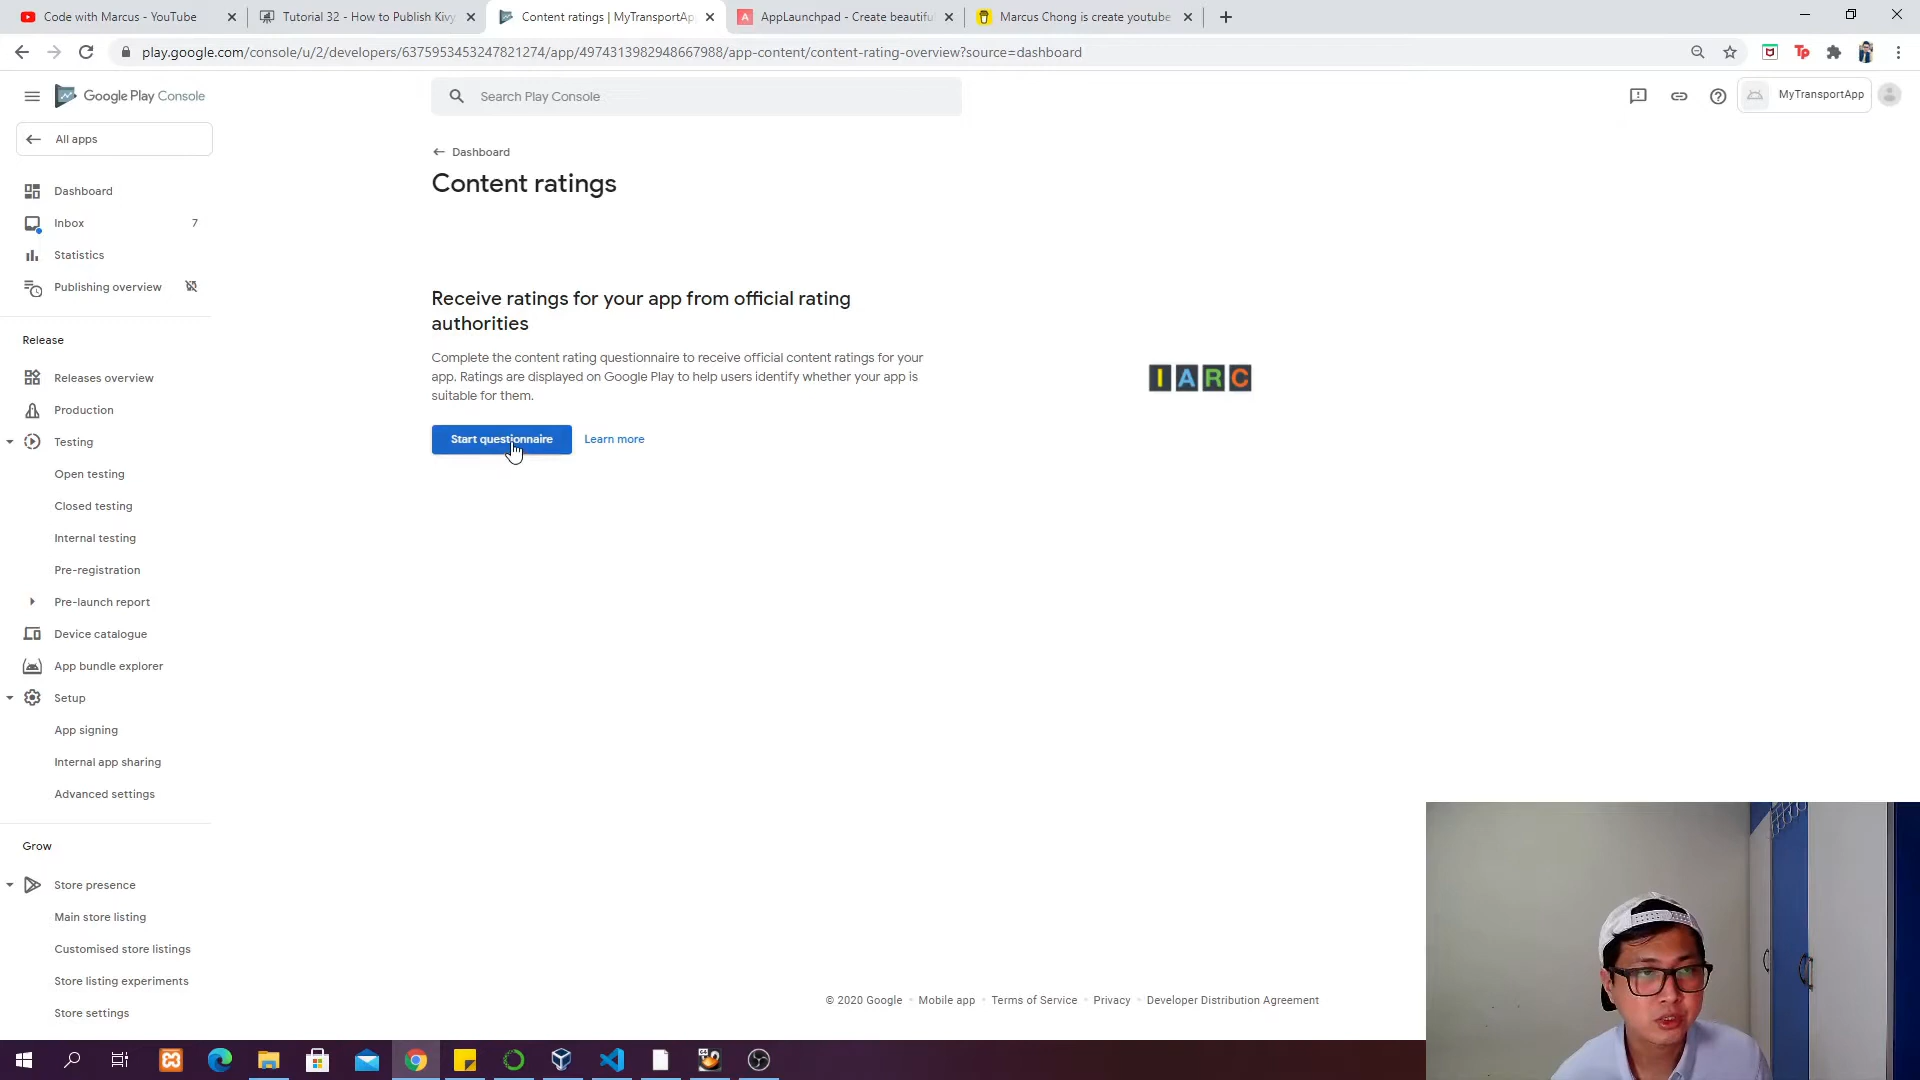 Code with Marcus - YouTube
Tutorial 32 - How to Publish Kivy
Content ratings | MyTransportApp
AppLaunchpad - Create beautiful
Marcus Chong is create youtube
play.google.com/console/u/2/developers/6375953453247821274/app/4974313982948667988/app-content/content-rating-overview?source=dashboard
Google Play Console
Search Play Console
MyTransportApp
All apps
Dashboard
Inbox 7
Statistics
Publishing overview
Release
Releases overview
Production
Testing
Open testing
Closed testing
Internal testing
Pre-registration
Pre-launch report
Device catalogue
App bundle explorer
Setup
App signing
Internal app sharing
Advanced settings
Grow
Store presence
Main store listing
Customised store listings
Store listing experiments
Store settings
Dashboard
Content ratings
Receive ratings for your app from official rating
authorities
Complete the content rating questionnaire to receive official content ratings for your
app. Ratings are displayed on Google Play to help users identify whether your app is
suitable for them.
Start questionnaire
Learn more
IARC
© 2020 Google · Mobile app · Terms of Service · Privacy · Developer Distribution Agreement